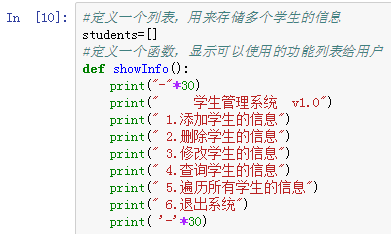 In [10]: #定义一个列表，用来存储多个学生的信息
students=[]
#定义一个函数，显示可以使用的功能列表给用户
def showInfo():
    print("-"*30)
    print("     学生管理系统  v1.0")
    print(" 1.添加学生的信息")
    print(" 2.删除学生的信息")
    print(" 3.修改学生的信息")
    print(" 4.查询学生的信息")
    print(" 5.遍历所有学生的信息")
    print(" 6.退出系统")
    print( '-'*30)